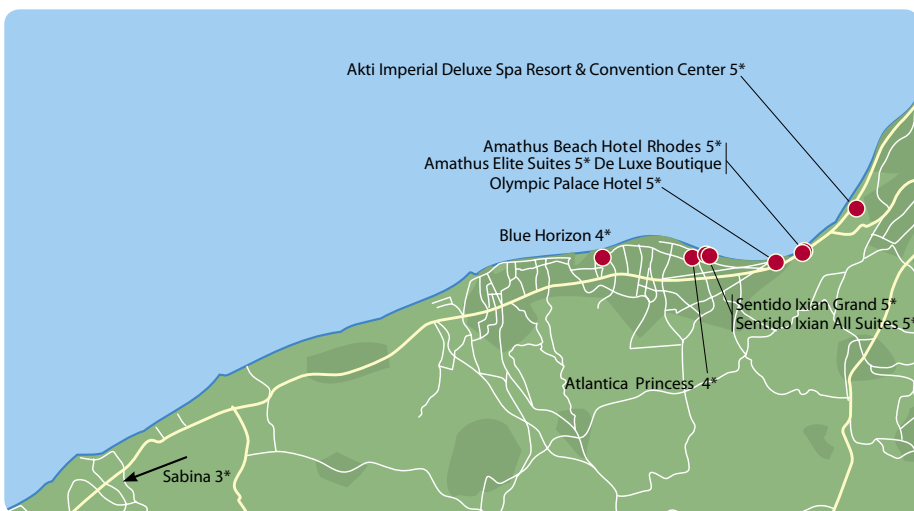 Akti Imperial Deluxe Spa Resort & Convention Center 5*
Amathus Beach Hotel Rhodes 5*
Amathus Elite Suites 5* De Luxe Boutique
Olympic Palace Hotel 5*
Blue Horizon 4*
Sentido Ixian Grand 5*
Sentido Ixian All Suites 5*
Atlantica Princess 4*
Sabina 3*